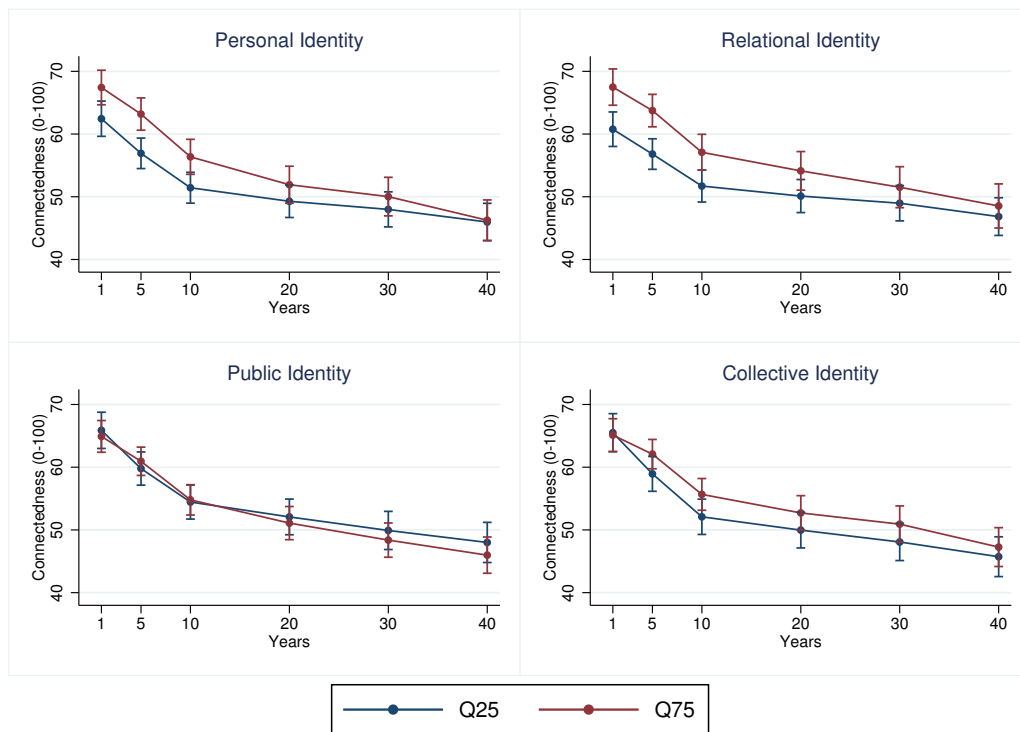 Personal Identity
Connectedness (0-100)
70
60
50
40
1 5 10 20 30 40
Years
Relational Identity
Connectedness (0-100)
70
60
50
40
1 5 10 20 30 40
Years
Public Identity
Connectedness (0-100)
70
60
50
40
1 5 10 20 30 40
Years
Collective Identity
Connectedness (0-100)
70
60
50
40
1 5 10 20 30 40
Years
Q25 Q75